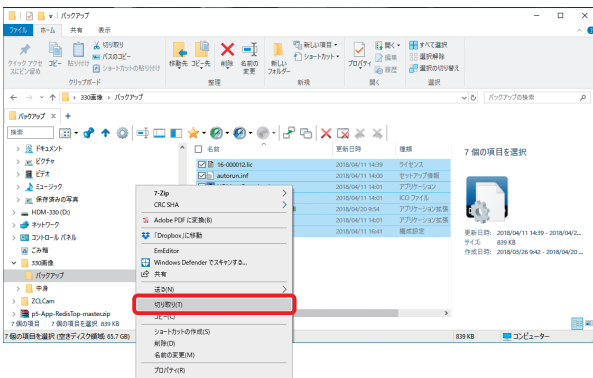 バックアップ
ファイル ホーム 共有 表示
クイック アクセスにピン留め
コピー
貼り付け
切り取り
パスのコピー
ショートカットの貼り付け
移動先
コピー先
削除
名前の変更
新しいフォルダー
新しい項目
ショートカット
プロパティ
開く
編集
履歴
すべて選択
選択解除
選択の切り替え
クリップボード 整理 新規 開く 選択
330画像 › バックアップ
バックアップの検索
バックアップ
検索
ドキュメント
ピクチャ
ビデオ
ミュージック
保存済みの写真
HDM-330 (D:)
ネットワーク
コントロール パネル
ごみ箱
330画像
バックアップ
中身
ZLCam
p5-App-RedisTop-master.zip
名前 更新日時 種類
16-000012.lic 2018/04/11 14:39 ライセンス
autorun.inf 2018/04/11 14:00 セットアップ情報
2018/04/11 14:01 アプリケーション
2018/04/11 14:01 ICO ファイル
2018/04/20 9:54 アプリケーション拡張
2018/04/11 14:01 アプリケーション拡張
2018/04/11 16:41 構成設定
7 個の項目を選択
更新日時: 2018/04/11 14:39 - 2018/04/2...
サイズ: 839 KB
作成日時: 2018/03/26 9:42 - 2018/04/20 ...
7-Zip
CRC SHA
Adobe PDF に変換(B)
「Dropbox」に移動
EmEditor
Windows Defender でスキャンする...
共有
送る(N)
切り取り(T)
コピー(C)
ショートカットの作成(S)
削除(D)
名前の変更(M)
プロパティ(R)
7 個の項目 7 個の項目を選択 839 KB
7 個の項目を選択 (空きディスク領域: 65.7 GB)
839 KB
コンピューター